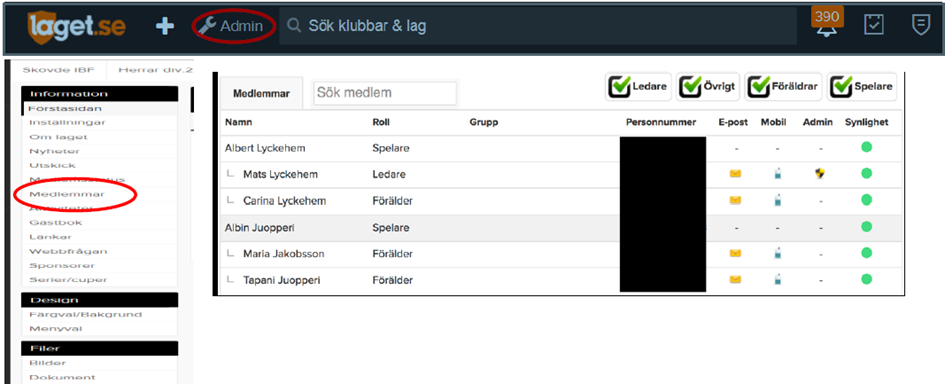 laget.se + Admin Sök klubbar & lag 390
Skövde IBF Herrar div.2
Information
Förstasidan
Inställningar
Om laget
Nyheter
Utskick
Medlemmar
Gästbok
Länkar
Webbfrågan
Sponsorer
Serier/cuper
Design
Färgval/Bakgrund
Menyval
Filer
Bilder
Dokument
Medlemmar Sök medlem Ledare Övrigt Föräldrar Spelare
Namn Roll Grupp Personnummer E-post Mobil Admin Synlighet
Albert Lyckehem Spelare - - -
Mats Lyckehem Ledare
Carina Lyckehem Förälder -
Albin Juopperi Spelare - - -
Maria Jakobsson Förälder -
Tapani Juopperi Förälder -